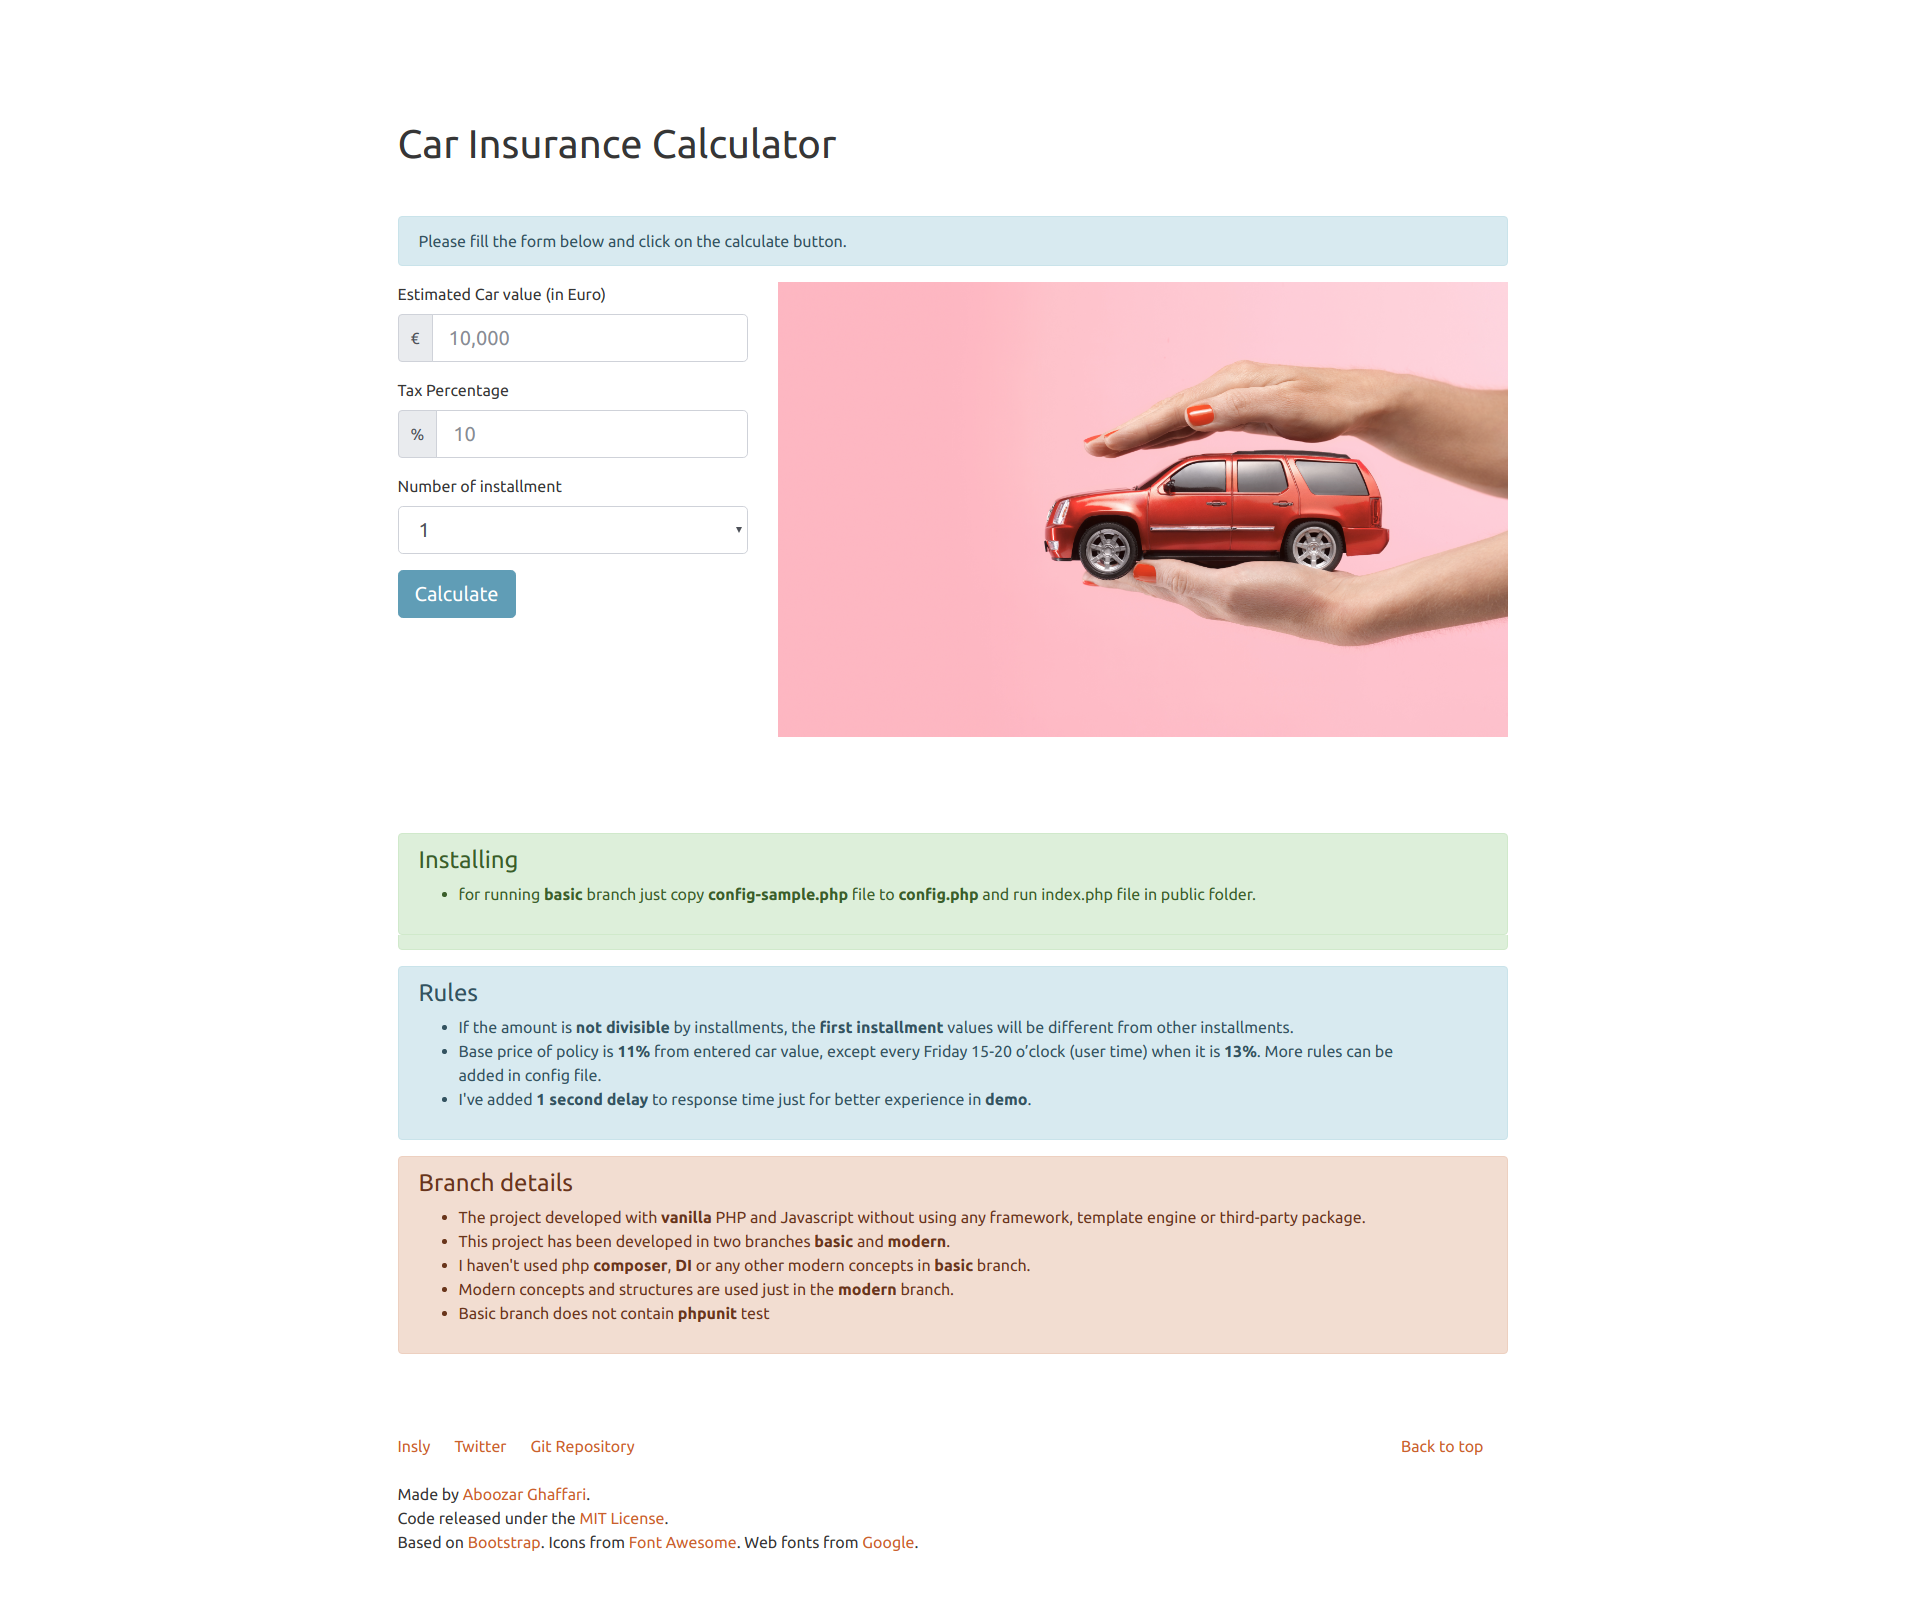 Car Insurance Calculator
Please fill the form below and click on the calculate button.
Estimated Car value (in Euro)
€ 10,000
Tax Percentage
% 10
Number of installment
1
Calculate
Installing
• for running basic branch just copy config-sample.php file to config.php and run index.php file in public folder.
Rules
• If the amount is not divisible by installments, the first installment values will be different from other installments.
• Base price of policy is 11% from entered car value, except every Friday 15-20 o’clock (user time) when it is 13%. More rules can be
added in config file.
• I've added 1 second delay to response time just for better experience in demo.
Branch details
• The project developed with vanilla PHP and Javascript without using any framework, template engine or third-party package.
• This project has been developed in two branches basic and modern.
• I haven't used php composer, DI or any other modern concepts in basic branch.
• Modern concepts and structures are used just in the modern branch.
• Basic branch does not contain phpunit test
Insly Twitter Git Repository Back to top
Made by Aboozar Ghaffari.
Code released under the MIT License.
Based on Bootstrap. Icons from Font Awesome. Web fonts from Google.